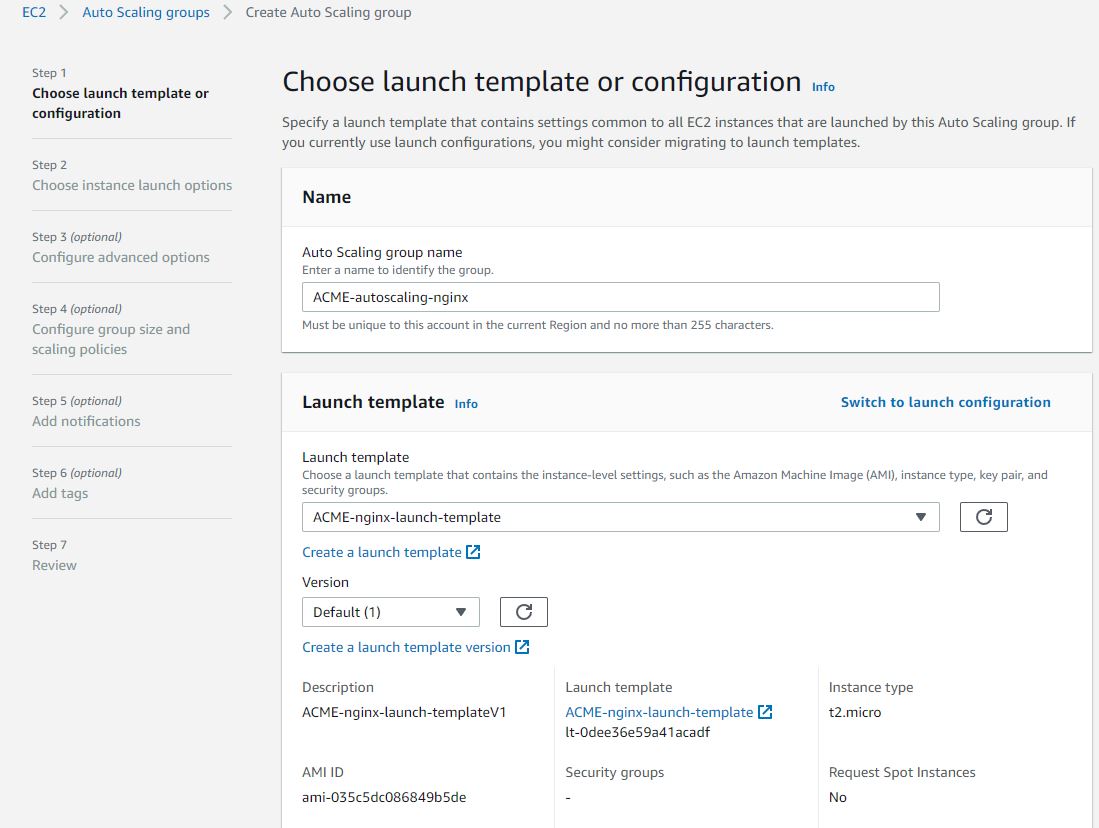 EC2 > Auto Scaling groups > Create Auto Scaling group
Step 1
Choose launch template or
configuration
Step 2
Choose instance launch options
Step 3 (optional)
Configure advanced options
Step 4 (optional)
Configure group size and
scaling policies
Step 5 (optional)
Add notifications
Step 6 (optional)
Add tags
Step 7
Review
Choose launch template or configuration Info
Specify a launch template that contains settings common to all EC2 instances that are launched by this Auto Scaling group. If
you currently use launch configurations, you might consider migrating to launch templates.
Name
Auto Scaling group name
Enter a name to identify the group.
ACME-autoscaling-nginx
Must be unique to this account in the current Region and no more than 255 characters.
Launch template Info
Switch to launch configuration
Launch template
Choose a launch template that contains the instance-level settings, such as the Amazon Machine Image (AMI), instance type, key pair, and
security groups.
ACME-nginx-launch-template
Create a launch template
Version
Default (1)
Create a launch template version
Description
ACME-nginx-launch-templateV1
Launch template
ACME-nginx-launch-template
lt-0dee36e59a41acadf
Instance type
t2.micro
AMI ID
ami-035c5dc086849b5de
Security groups
-
Request Spot Instances
No